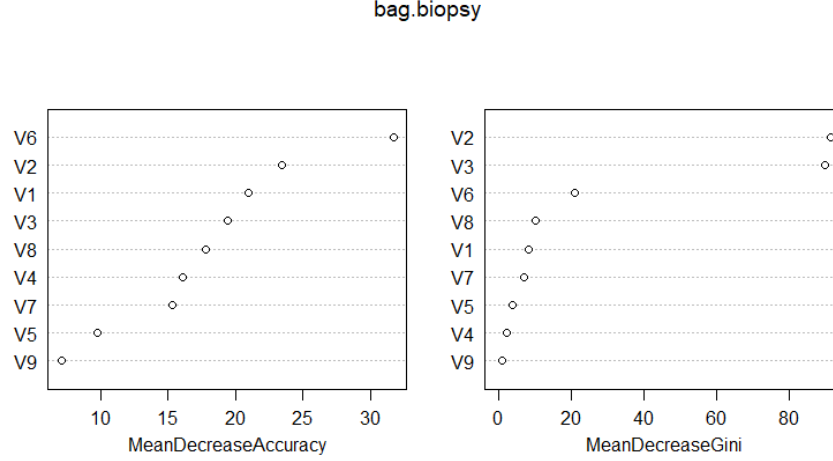 bag.biopsy
V6
V2
V1
V3
V8
V4
V7
V5
V9
10 15 20 25 30
MeanDecreaseAccuracy
V2
V3
V6
V8
V1
V7
V5
V4
V9
0 20 40 60 80
MeanDecreaseGini